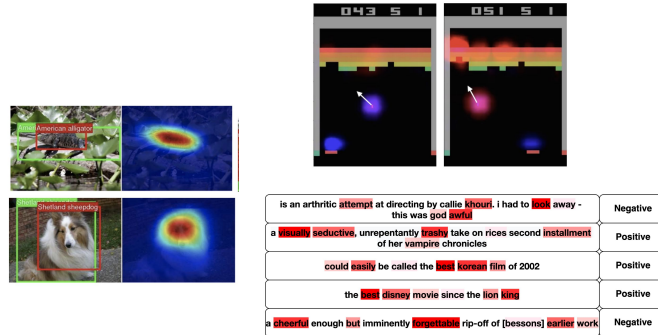 043 5 1
051 5 1
American alligator
Shetland sheepdog
is an arthritic attempt at directing by callie khouri. i had to look away -
this was god awful
Negative
a visually seductive, unrepentantly trashy take on rices second installment
of her vampire chronicles
Positive
could easily be called the best korean film of 2002
Positive
the best disney movie since the lion king
Positive
a cheerful enough but imminently forgettable rip-off of [bessons] earlier work
Negative